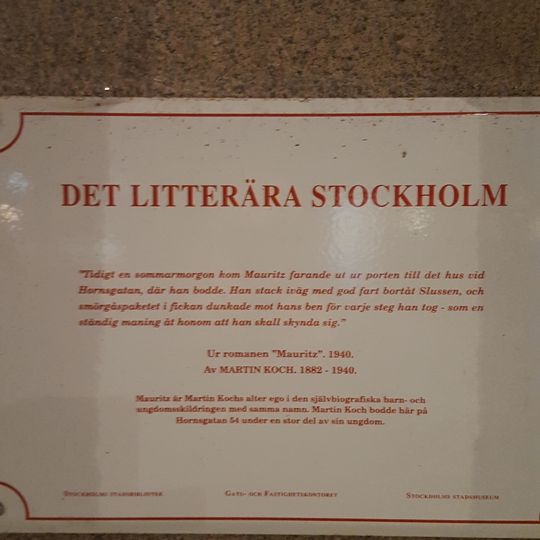 DET LITTERÄRA STOCKHOLM
"Tidigt en sommarmorgon kom Mauritz farande ut ur porten till det hus vid
Hornsgatan, där han bodde. Han stack iväg med god fart bortåt Slussen, och
smörgåspaketet i fickan dunkade mot hans ben för varje steg han tog - som en
ständig maning åt honom att han skall skynda sig."
Ur romanen "Mauritz". 1940.
Av MARTIN KOCH. 1882 - 1940.
Mauritz är Martin Kochs alter ego i den självbiografiska barn- och
ungdomsskildringen med samma namn. Martin Koch bodde här på
Hornsgatan 54 under en stor del av sin ungdom.
STOCKHOLMS STADSBIBLIOTEK
GATU- OCH FASTIGHETSKONTORET
STOCKHOLMS STADSMUSEUM